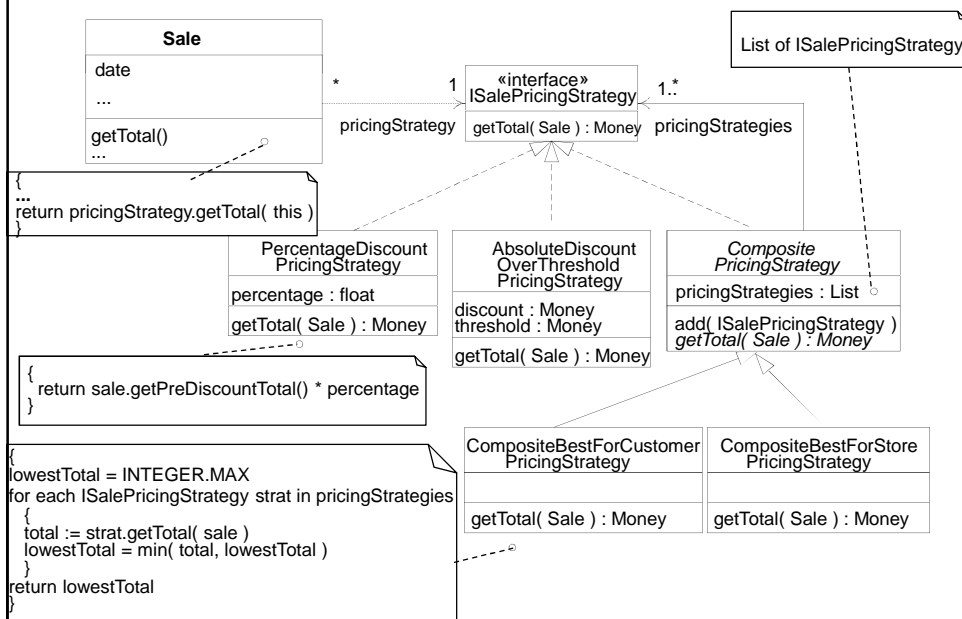 Sale
date
...
getTotal()
...
{
...
return pricingStrategy.getTotal( this )
}
*
1
pricingStrategy
«interface»
ISalePricingStrategy
getTotal( Sale ) : Money
1..*
pricingStrategies
List of ISalePricingStrategy
PercentageDiscount
PricingStrategy
percentage : float
getTotal( Sale ) : Money
AbsoluteDiscount
OverThreshold
PricingStrategy
discount : Money
threshold : Money
getTotal( Sale ) : Money
Composite
PricingStrategy
pricingStrategies : List
add( ISalePricingStrategy )
getTotal( Sale ) : Money
{
return sale.getPreDiscountTotal() * percentage
}
{
lowestTotal = INTEGER.MAX
for each ISalePricingStrategy strat in pricingStrategies
{
total := strat.getTotal( sale )
lowestTotal = min( total, lowestTotal )
}
return lowestTotal
}
CompositeBestForCustomer
PricingStrategy
getTotal( Sale ) : Money
CompositeBestForStore
PricingStrategy
getTotal( Sale ) : Money